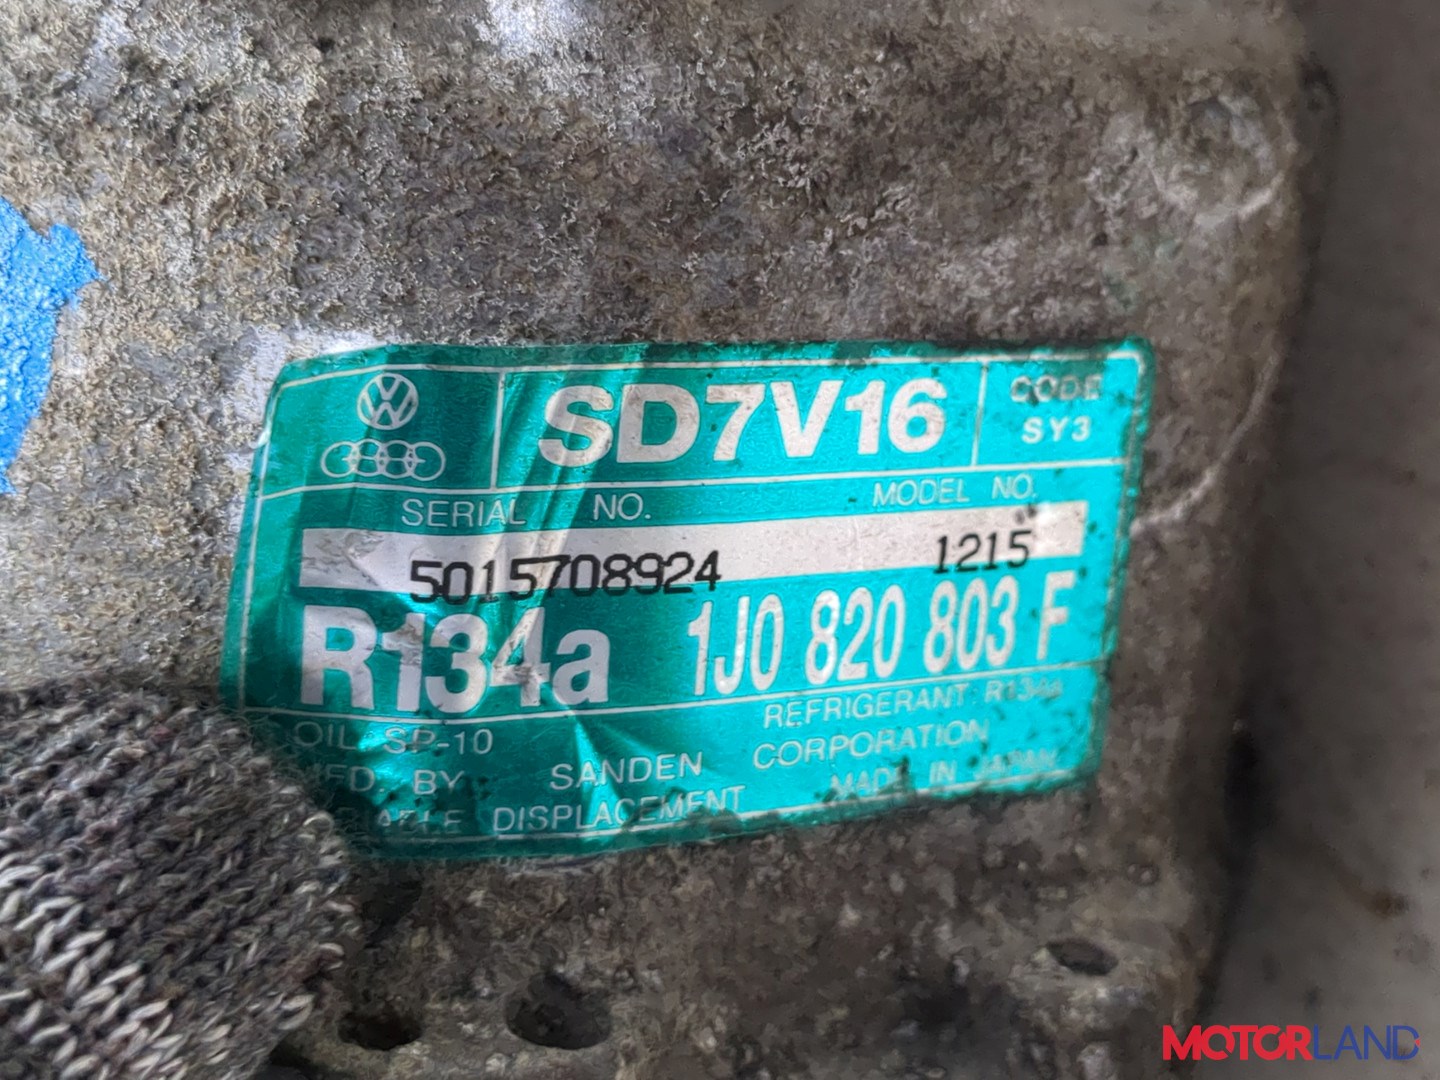 SD7V16
CODE
SY3
SERIAL NO. MODEL NO.
5015708924 1215
R134a 1J0 820 803 F
OIL SP-10 REFRIGERANT: R134a
BY SANDEN CORPORATION
DISPLACEMENT MADE IN JAPAN
MOTORLAND